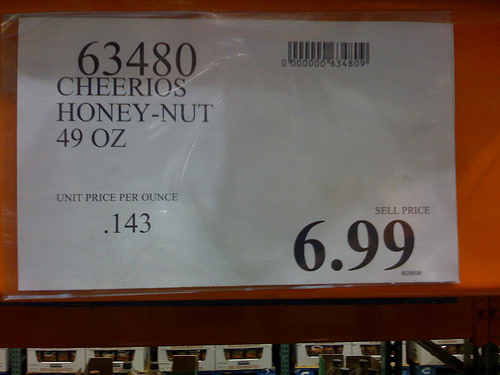 63480
CHEERIOS
HONEY-NUT
49 OZ
0 000000 634809
UNIT PRICE PER OUNCE
.143
SELL PRICE
6.99